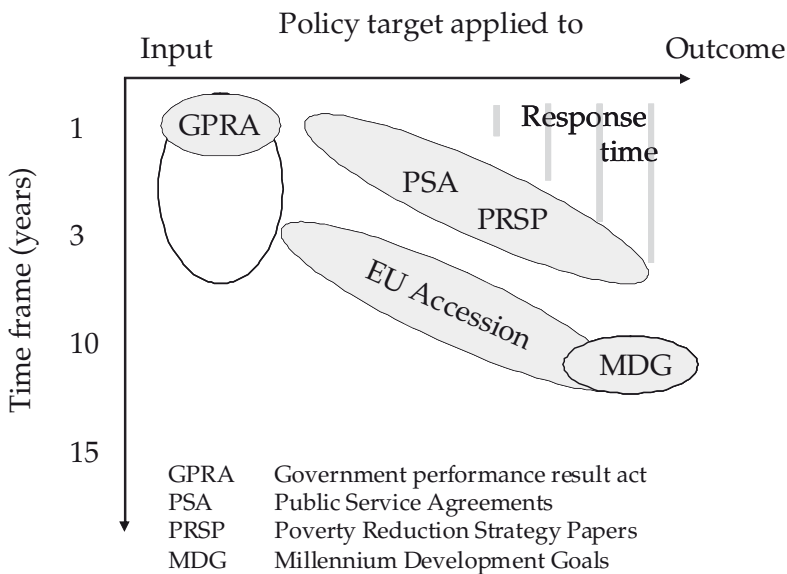 Policy target applied to
Input
Outcome
Time frame (years)
1
3
10
15
GPRA
Response
time
PSA
PRSP
EU Accession
MDG
GPRA Government performance result act
PSA Public Service Agreements
PRSP Poverty Reduction Strategy Papers
MDG Millennium Development Goals